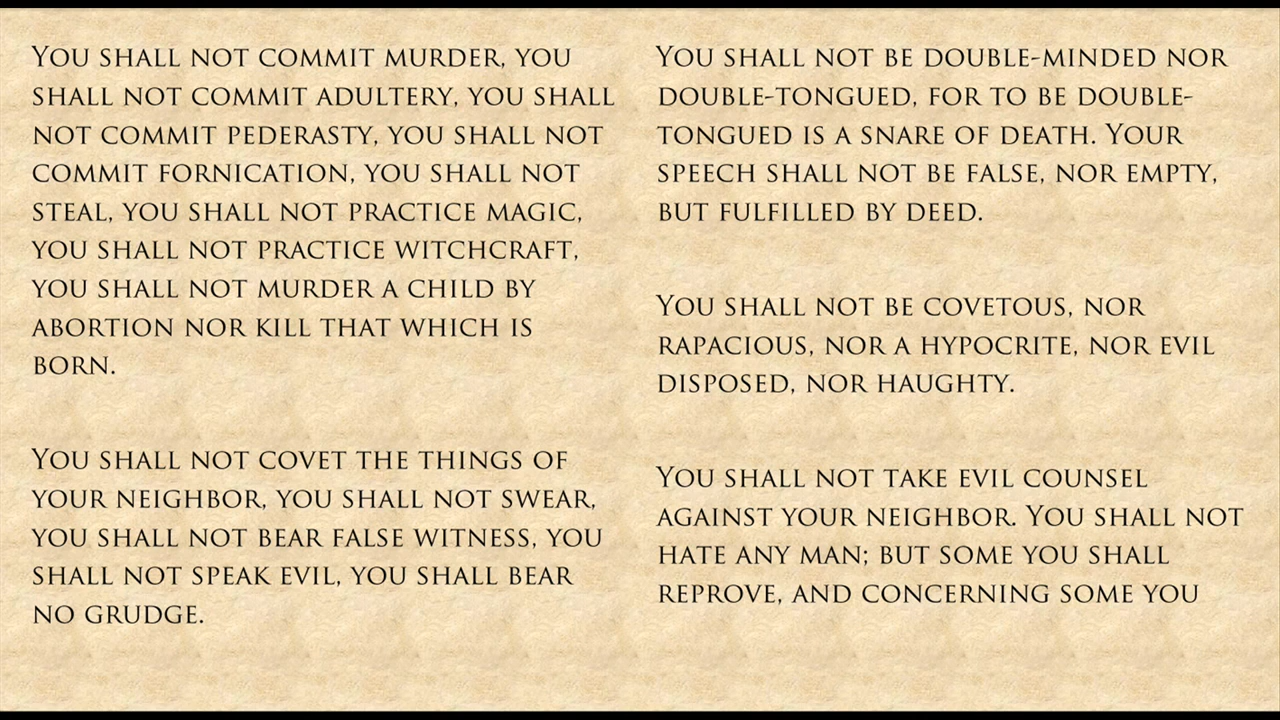 You shall not commit murder, you
shall not commit adultery, you shall
not commit pederasty, you shall not
commit fornication, you shall not
steal, you shall not practice magic,
you shall not practice witchcraft,
you shall not murder a child by
abortion nor kill that which is
born.
You shall not covet the things of
your neighbor, you shall not swear,
you shall not bear false witness, you
shall not speak evil, you shall bear
no grudge.
You shall not be double-minded nor
double-tongued, for to be double-
tongued is a snare of death. Your
speech shall not be false, nor empty,
but fulfilled by deed.
You shall not be covetous, nor
rapacious, nor a hypocrite, nor evil
disposed, nor haughty.
You shall not take evil counsel
against your neighbor. You shall not
hate any man; but some you shall
reprove, and concerning some you